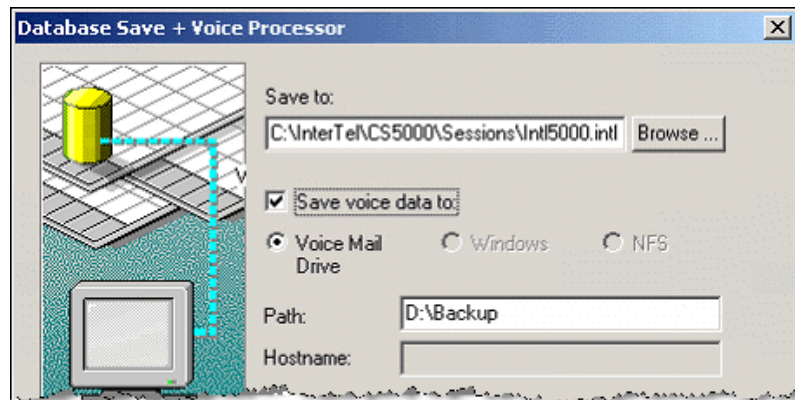 Database Save + Voice Processor
Save to:
C:\InterTel\CS5000\Sessions\Intl5000.intl
Browse ...
Save voice data to:
Voice Mail Drive
Windows
NFS
Path:
D:\Backup
Hostname: